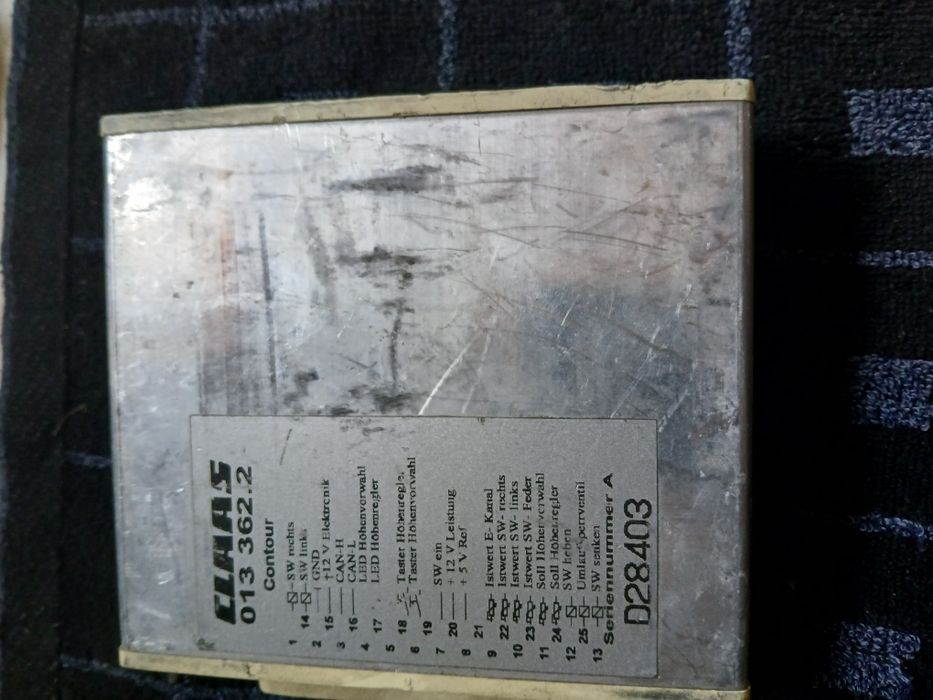 CLAAS
013 362.2
Contour
1 SW rechts
14 SW links
2 GND
15 +12 V Elektronik
3 CAN-H
16 CAN-L
4 LED Höhenvorwahl
17 LED Höhenregler
5
18 Taster Höhenregler
6 Taster Höhenvorwahl
19
7 SW ein
20 + 12 V Leistung
8 + 5 V Ref
21
9 Istwert E- Kanal
22 Istwert SW- rechts
10 Istwert SW- links
23 Istwert SW- Feder
11 Soll Höhenvorwahl
24 Soll Höhenregler
12 SW heben
25 Umlaufsperrventil
13 SW senken
Seriennummer A
D28403